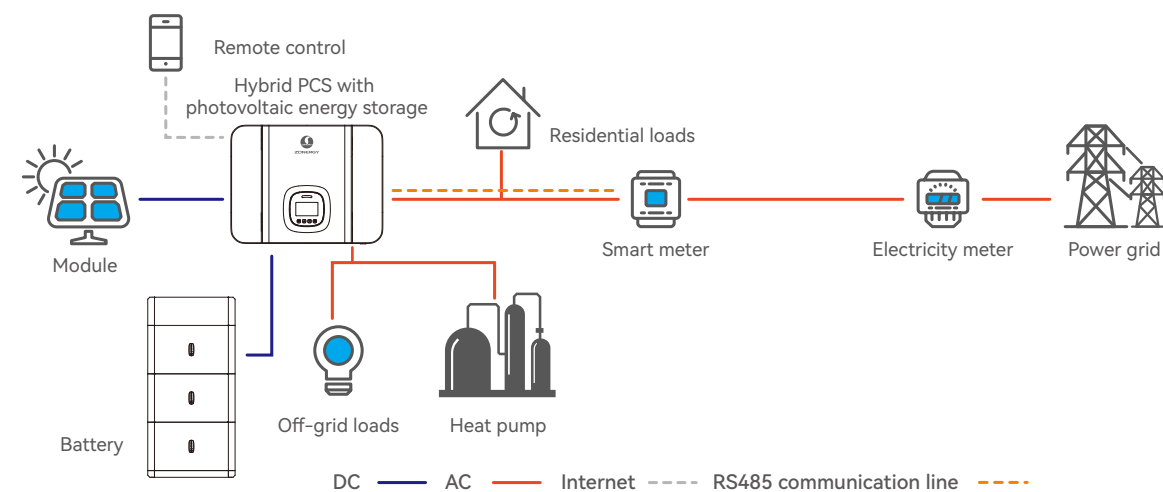 Remote control
Hybrid PCS with
photovoltaic energy storage
IZONERGY
Residential loads
Module
Smart meter
Electricity meter
Power grid
Off-grid loads
Heat pump
Battery
DC
AC
Internet
RS485 communication line